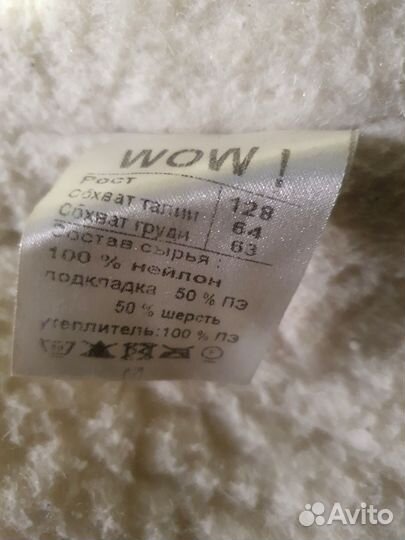 WOW !
Рост 128
Обхват талии 64
Обхват груди 63
Состав.сырья :
100 % нейлон
подкладка 50 % ПЭ
50 % шерсть
утеплитель:100 % ПЭ
Avito